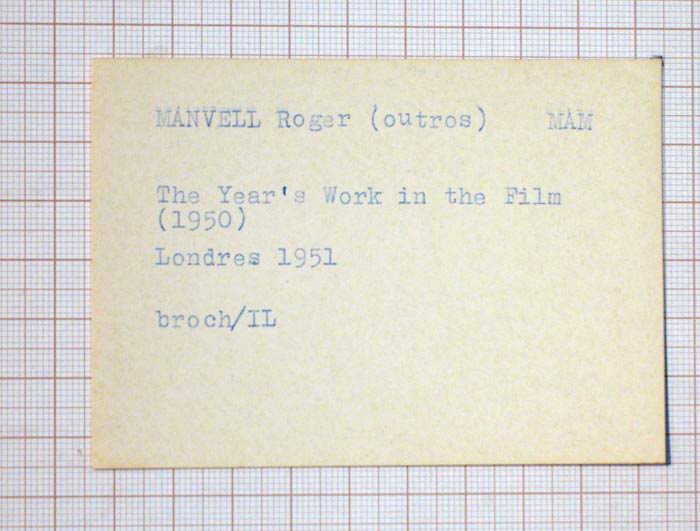 MANVELL Roger (outros) MAM
The Year's Work in the Film
(1950)
Londres 1951
broch/IL